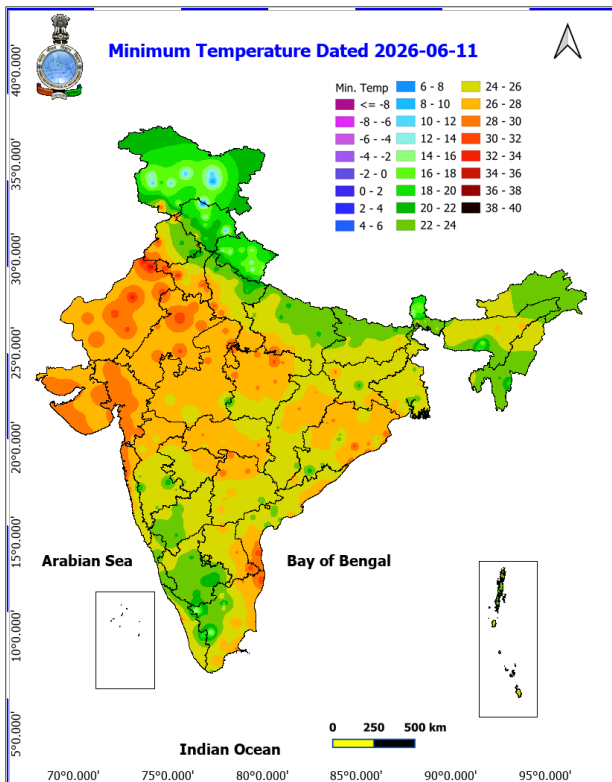 Minimum Temperature Dated 2026-06-11
Min. Temp
<= -8
-8 - -6
-6 - -4
-4 - -2
-2 - 0
0 - 2
2 - 4
4 - 6
6 - 8
8 - 10
10 - 12
12 - 14
14 - 16
16 - 18
18 - 20
20 - 22
22 - 24
24 - 26
26 - 28
28 - 30
30 - 32
32 - 34
34 - 36
36 - 38
38 - 40
40°0.000'
35°0.000'
30°0.000'
25°0.000'
20°0.000'
15°0.000'
10°0.000'
5°0.000'
Arabian Sea
Bay of Bengal
Indian Ocean
0 250 500 km
70°0.000' 75°0.000' 80°0.000' 85°0.000' 90°0.000' 95°0.000'